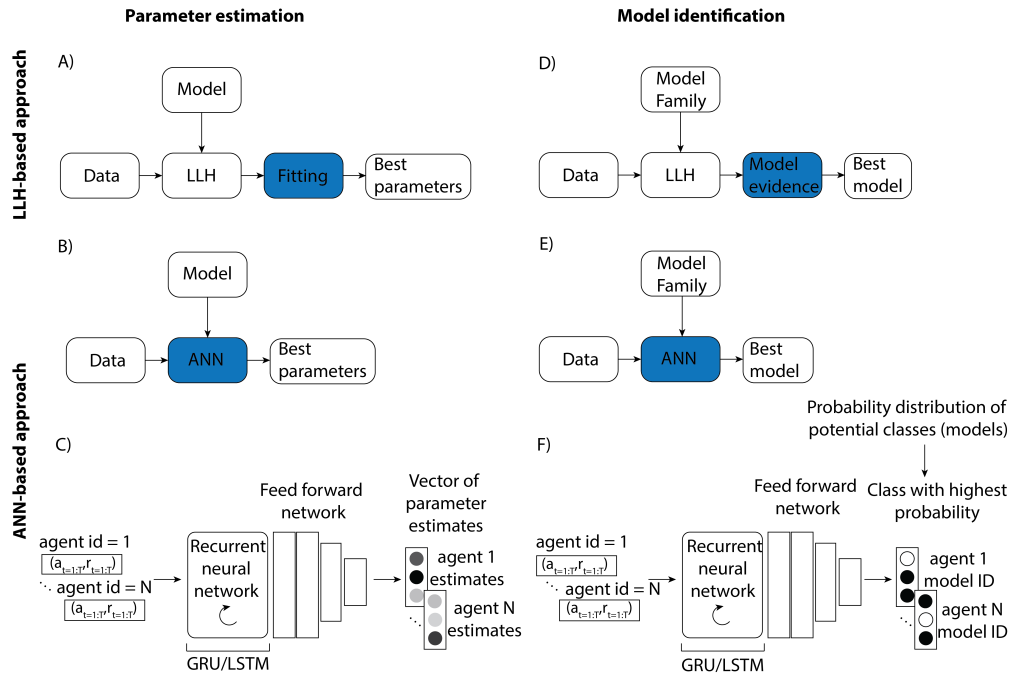 Parameter estimation
Model identification
LLH-based approach
A)
Model
Data
LLH
Fitting
Best
parameters
D)
Model
Family
Data
LLH
Model
evidence
Best
model
ANN-based approach
B)
Model
Data
ANN
Best
parameters
E)
Model
Family
Data
ANN
Best
model
C)
agent id = 1
(a_{t=1:T},r_{t=1:T})
agent id = N
(a_{t=1:T},r_{t=1:T})
Recurrent
neural
network
GRU/LSTM
Feed forward
network
Vector of
parameter
estimates
agent 1
estimates
agent N
estimates
F)
Probability distribution of
potential classes (models)
Class with highest
probability
agent id = 1
(a_{t=1:T},r_{t=1:T})
agent id = N
(a_{t=1:T},r_{t=1:T})
Recurrent
neural
network
GRU/LSTM
Feed forward
network
agent 1
model ID
agent N
model ID